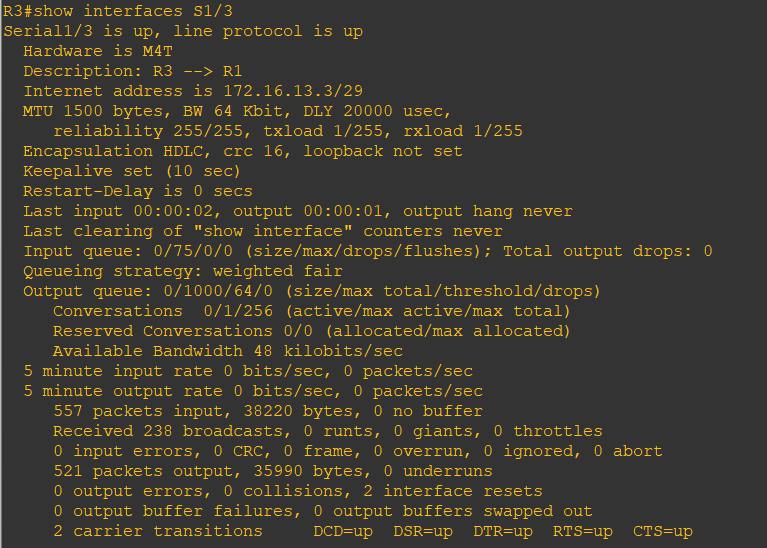 R3#show interfaces S1/3
Serial1/3 is up, line protocol is up
Hardware is M4T
Description: R3 --> R1
Internet address is 172.16.13.3/29
MTU 1500 bytes, BW 64 Kbit, DLY 20000 usec,
reliability 255/255, txload 1/255, rxload 1/255
Encapsulation HDLC, crc 16, loopback not set
Keepalive set (10 sec)
Restart-Delay is 0 secs
Last input 00:00:02, output 00:00:01, output hang never
Last clearing of "show interface" counters never
Input queue: 0/75/0/0 (size/max/drops/flushes); Total output drops: 0
Queueing strategy: weighted fair
Output queue: 0/1000/64/0 (size/max total/threshold/drops)
Conversations  0/1/256 (active/max active/max total)
Reserved Conversations 0/0 (allocated/max allocated)
Available Bandwidth 48 kilobits/sec
5 minute input rate 0 bits/sec, 0 packets/sec
5 minute output rate 0 bits/sec, 0 packets/sec
557 packets input, 38220 bytes, 0 no buffer
Received 238 broadcasts, 0 runts, 0 giants, 0 throttles
0 input errors, 0 CRC, 0 frame, 0 overrun, 0 ignored, 0 abort
521 packets output, 35990 bytes, 0 underruns
0 output errors, 0 collisions, 2 interface resets
0 output buffer failures, 0 output buffers swapped out
2 carrier transitions     DCD=up  DSR=up  DTR=up  RTS=up  CTS=up